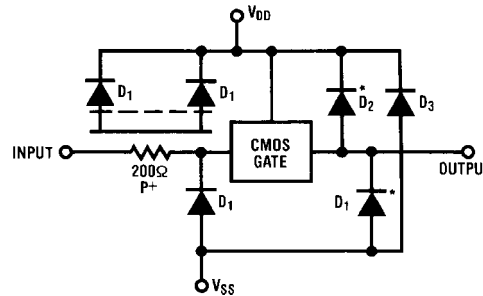 VDD
D1
D1
*
D2
D3
INPUT
200Ω
P+
CMOS
GATE
OUTPU
D1
D1
*
VSS